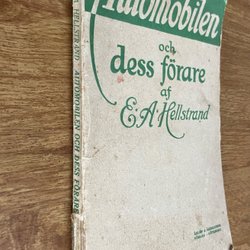 Automobilen
och
dess förare
af
E. A. Hellstrand
HELLSTRAND. AUTOMOBILEN OCH DESS FÖRARE